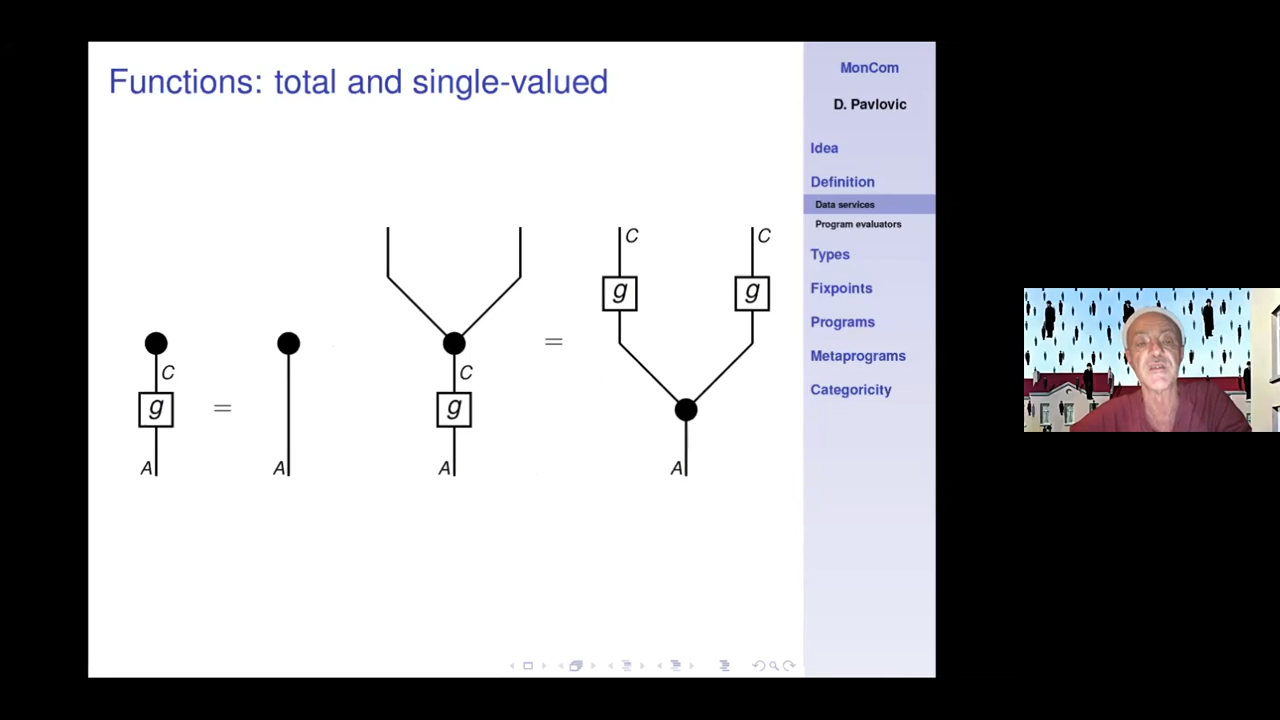 Functions: total and single-valued
MonCom
D. Pavlovic
Idea
Definition
Data services
Program evaluators
Types
Fixpoints
Programs
Metaprograms
Categoricity
C
g
A
=
A
C
g
A
=
C
C
g
g
A